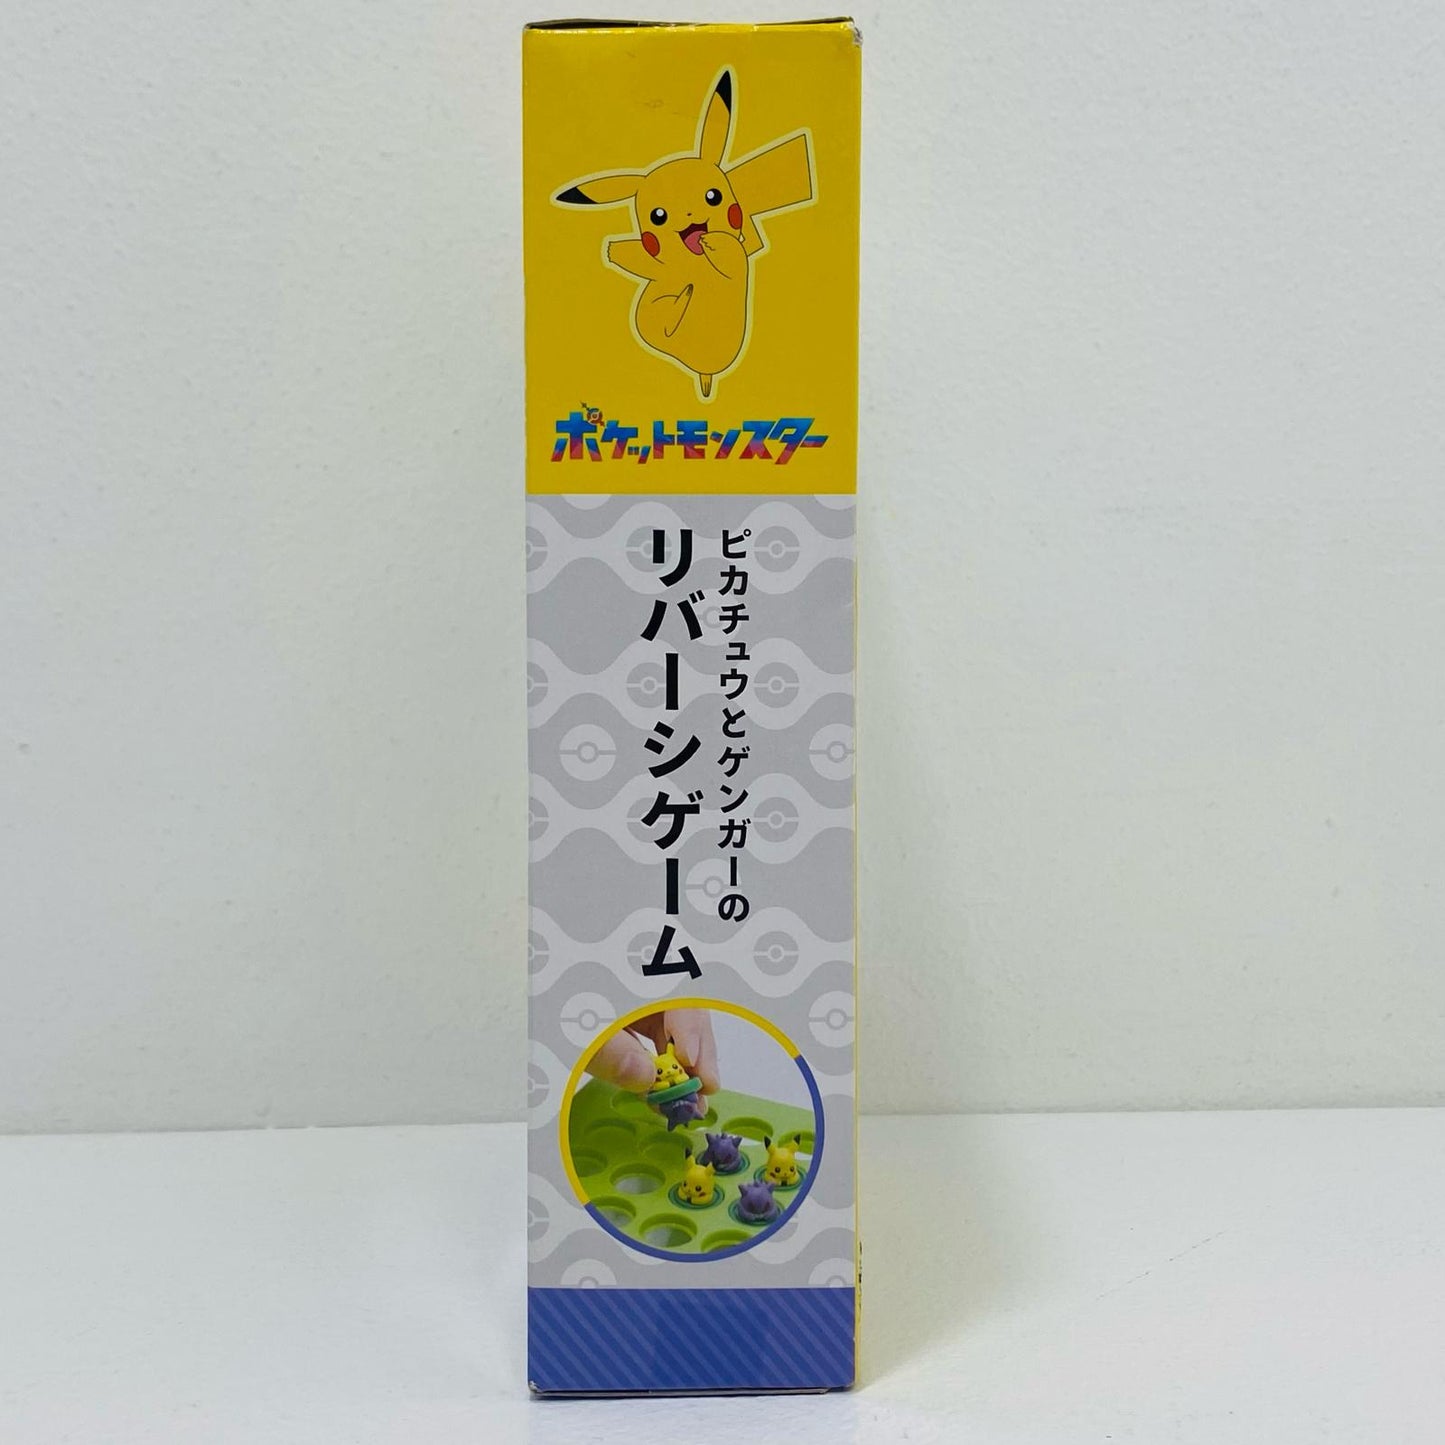 ポケットモンスター
ピカチュウとゲンガーの
リバーシゲーム